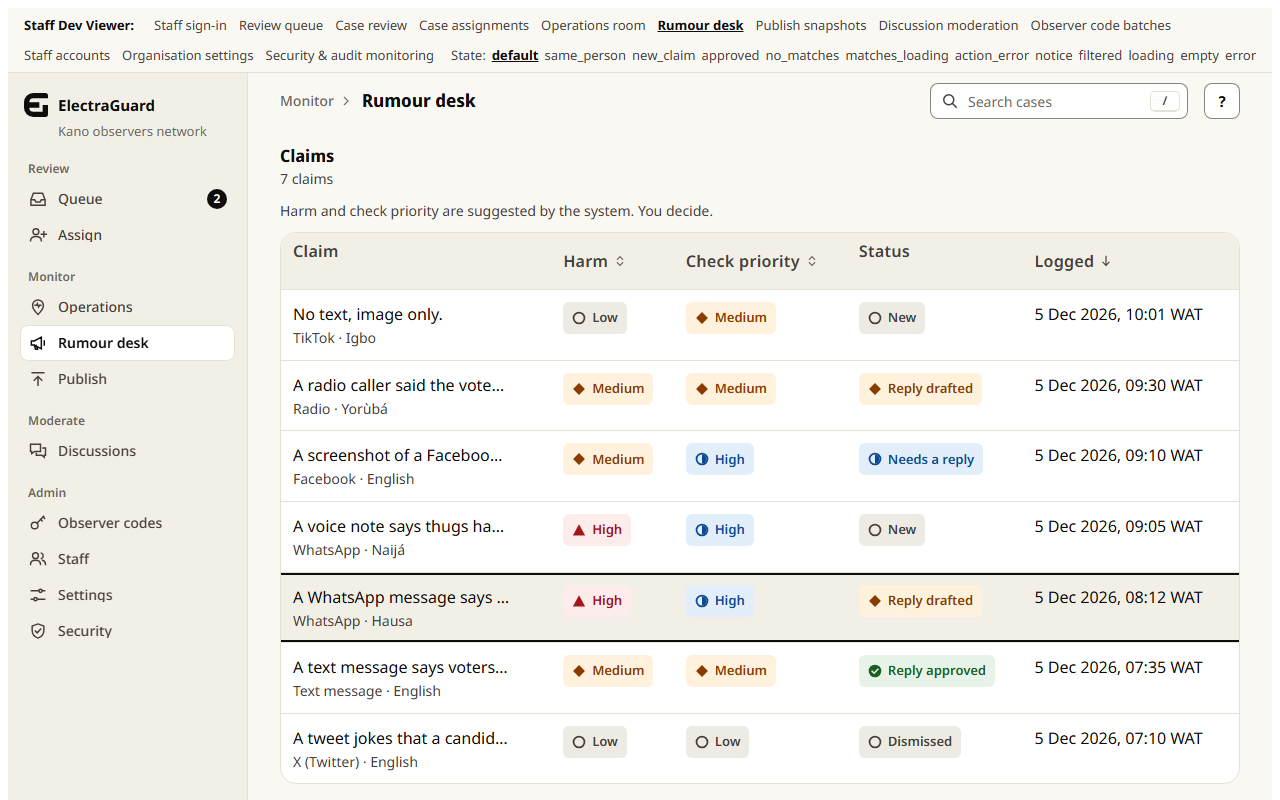 Staff Dev Viewer: Staff sign-in Review queue Case review Case assignments Operations room Rumour desk Publish snapshots Discussion moderation Observer code batches
Staff accounts Organisation settings Security & audit monitoring State: default same_person new_claim approved no_matches matches_loading action_error notice filtered loading empty error
ElectraGuard
Kano observers network
Review
Queue 2
Assign
Monitor
Operations
Rumour desk
Publish
Moderate
Discussions
Admin
Observer codes
Staff
Settings
Security
Monitor > Rumour desk
Search cases /
?
Claims
7 claims
Harm and check priority are suggested by the system. You decide.
Claim Harm Check priority Status Logged
No text, image only. Low Medium New 5 Dec 2026, 10:01 WAT
TikTok · Igbo
A radio caller said the vote... Medium Medium Reply drafted 5 Dec 2026, 09:30 WAT
Radio · Yorùbá
A screenshot of a Faceboo... Medium High Needs a reply 5 Dec 2026, 09:10 WAT
Facebook · English
A voice note says thugs ha... High High New 5 Dec 2026, 09:05 WAT
WhatsApp · Naijá
A WhatsApp message says ... High High Reply drafted 5 Dec 2026, 08:12 WAT
WhatsApp · Hausa
A text message says voters... Medium Medium Reply approved 5 Dec 2026, 07:35 WAT
Text message · English
A tweet jokes that a candid... Low Low Dismissed 5 Dec 2026, 07:10 WAT
X (Twitter) · English